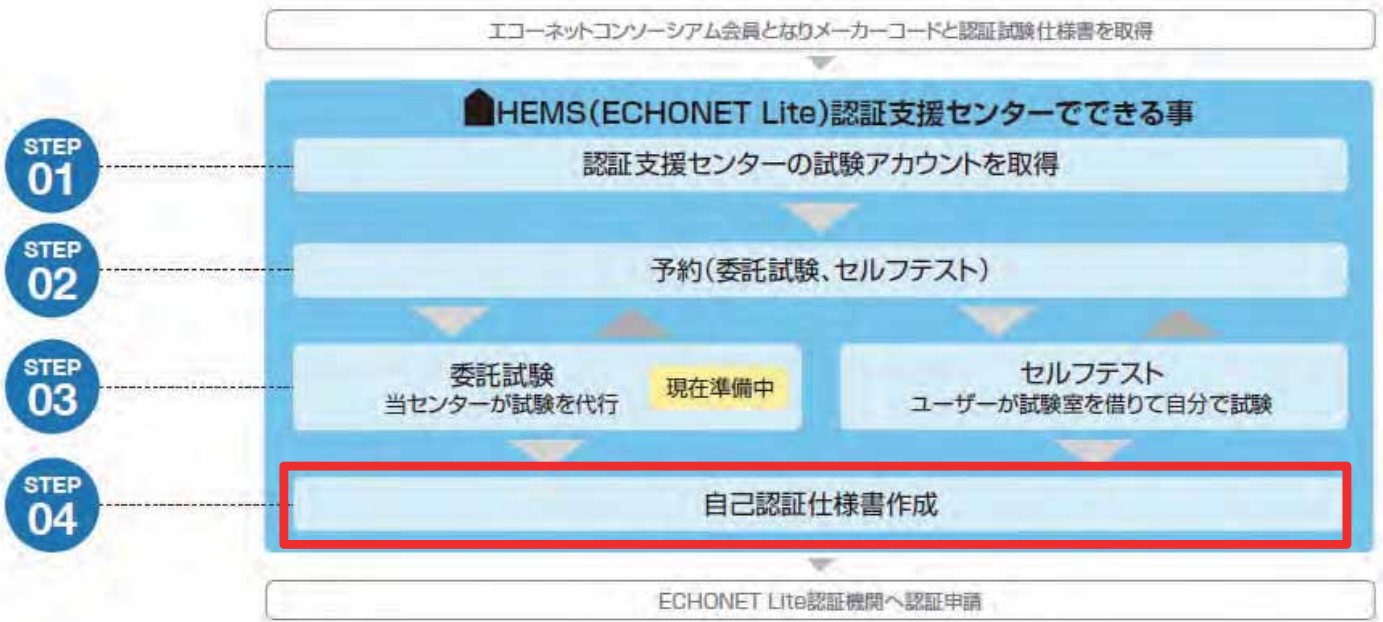 エコーネットコンソーシアム会員となりメーカーコードと認証試験仕様書を取得
HEMS(ECHONET Lite)認証支援センターでできる事
STEP
01
認証支援センターの試験アカウントを取得
STEP
02
予約(委託試験、セルフテスト)
STEP
03
委託試験
当センターが試験を代行
現在準備中
セルフテスト
ユーザーが試験室を借りて自分で試験
STEP
04
自己認証仕様書作成
ECHONET Lite認証機関へ認証申請